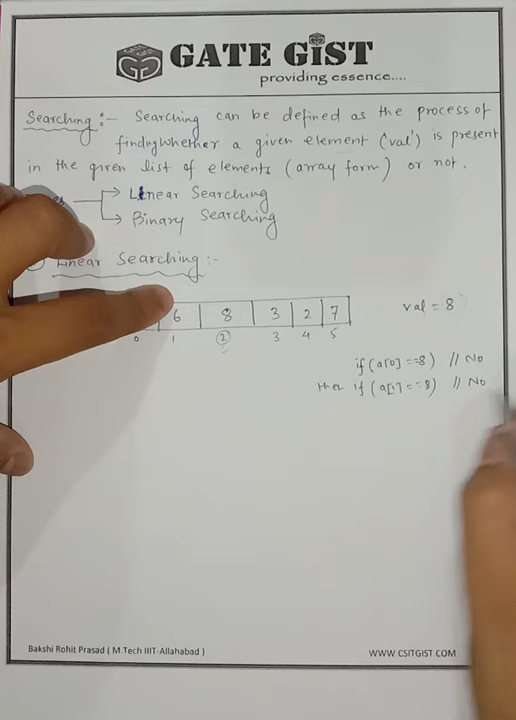 GATE GiST
providing essence....
Searching :- Searching can be defined as the process of
finding whether a given element ('val') is present
in the given list of elements (array form) or not.
Linear Searching
Binary Searching
Linear Searching :-
6 8 3 2 7 val = 8
0 1 2 3 4 5
if (a[0] == 8) // No
then if (a[1] == 8) // No
Bakshi Rohit Prasad ( M Tech IIIT-Allahabad ) WWW CSITGIST.COM